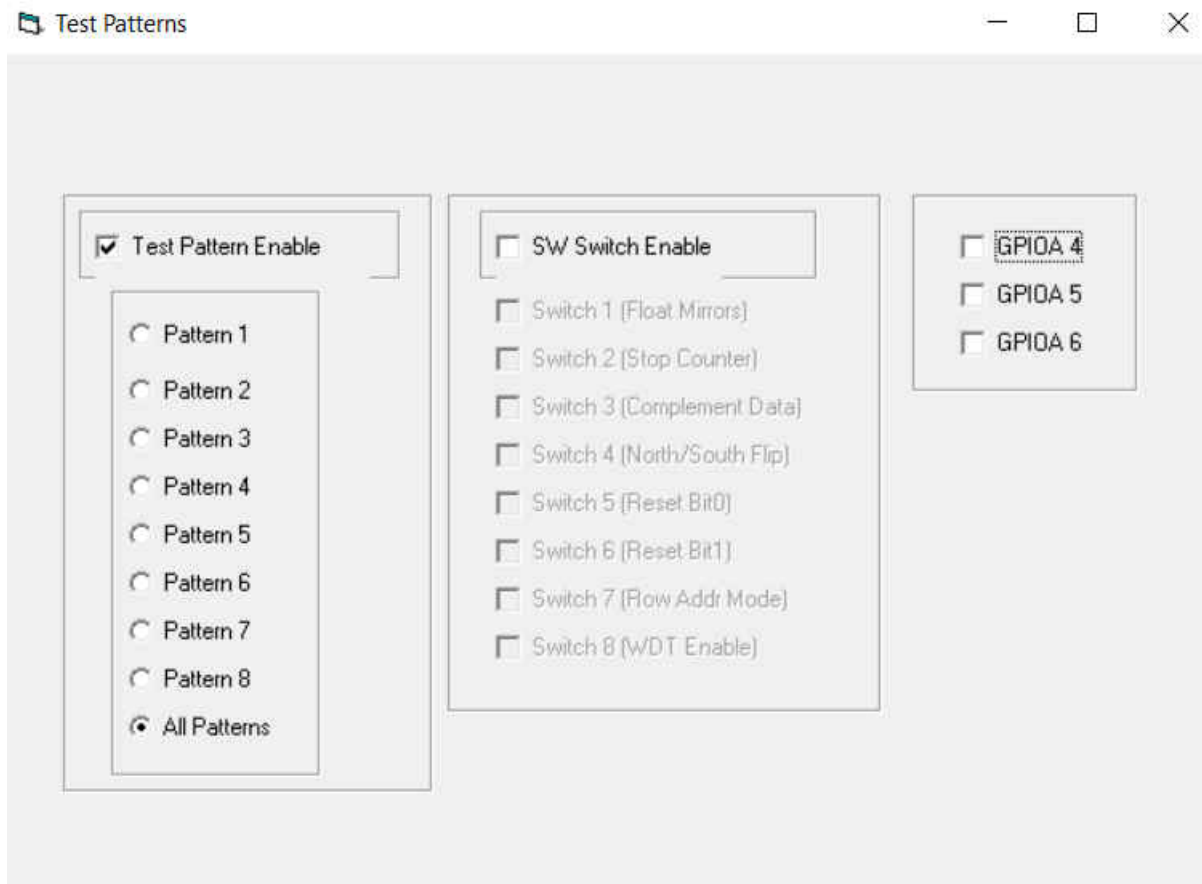 Test Patterns
Test Pattern Enable
Pattern 1
Pattern 2
Pattern 3
Pattern 4
Pattern 5
Pattern 6
Pattern 7
Pattern 8
All Patterns
SW Switch Enable
Switch 1 (Float Mirrors)
Switch 2 (Stop Counter)
Switch 3 (Complement Data)
Switch 4 (North/South Flip)
Switch 5 (Reset Bit0)
Switch 6 (Reset Bit1)
Switch 7 (Row Addr Mode)
Switch 8 (WDT Enable)
GPIOA 4
GPIOA 5
GPIOA 6